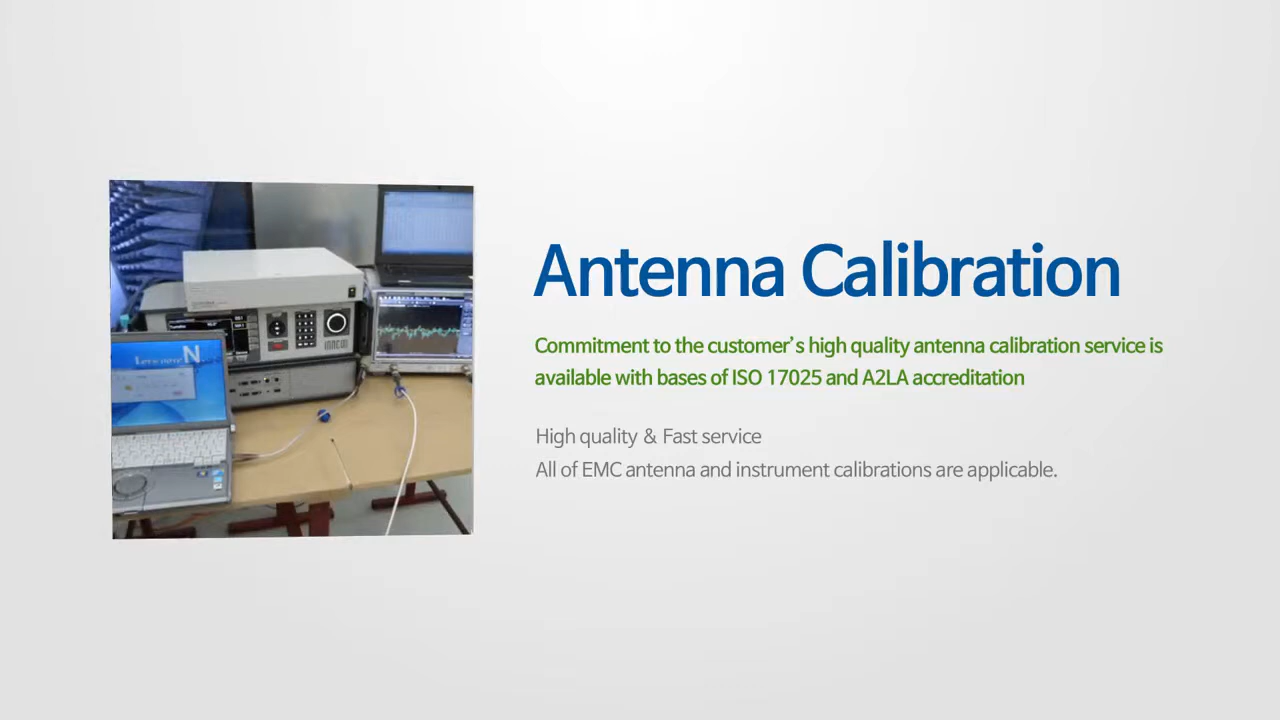 Antenna Calibration
Commitment to the customer's high quality antenna calibration service is
available with bases of ISO 17025 and A2LA accreditation
High quality & Fast service
All of EMC antenna and instrument calibrations are applicable.
N